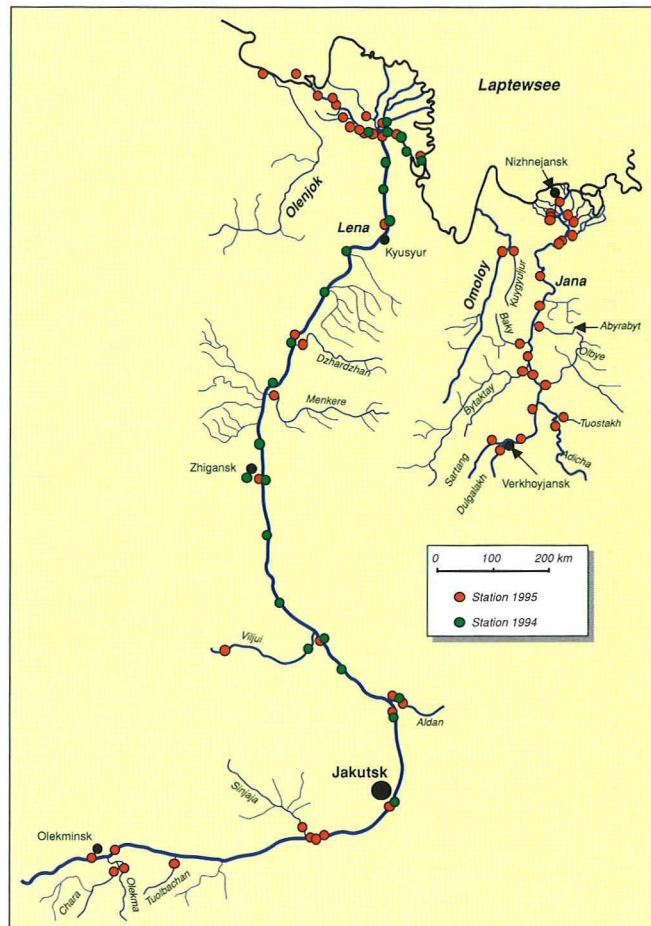 Laptewsee
Nizhnejansk
Olenjok
Lena
Kyusyur
Omoloy
Kuygyuljur
Jana
Baky
Abyrabyt
Olbye
Dzhardzhan
Menkere
Bytaktay
Tuostakh
Adicha
Sartang
Dulgalakh
Verkhoyjansk
Zhigansk
0 100 200 km
Station 1995
Station 1994
Viljui
Aldan
Jakutsk
Sinjaja
Olekminsk
Chara
Olekma
Tuolbachan